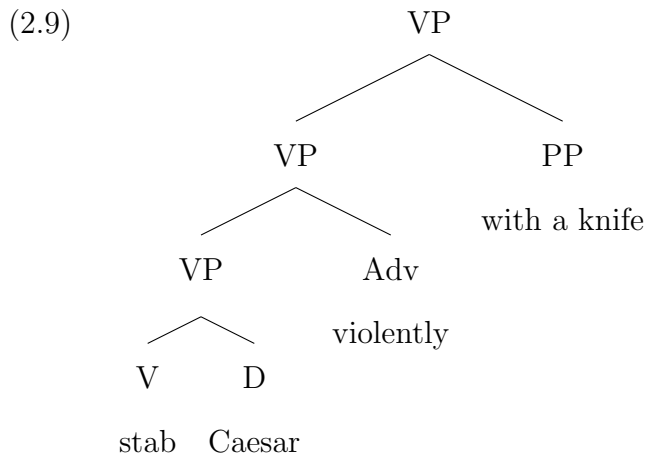 (2.9) VP
VP PP
with a knife
VP Adv
violently
V D
stab Caesar